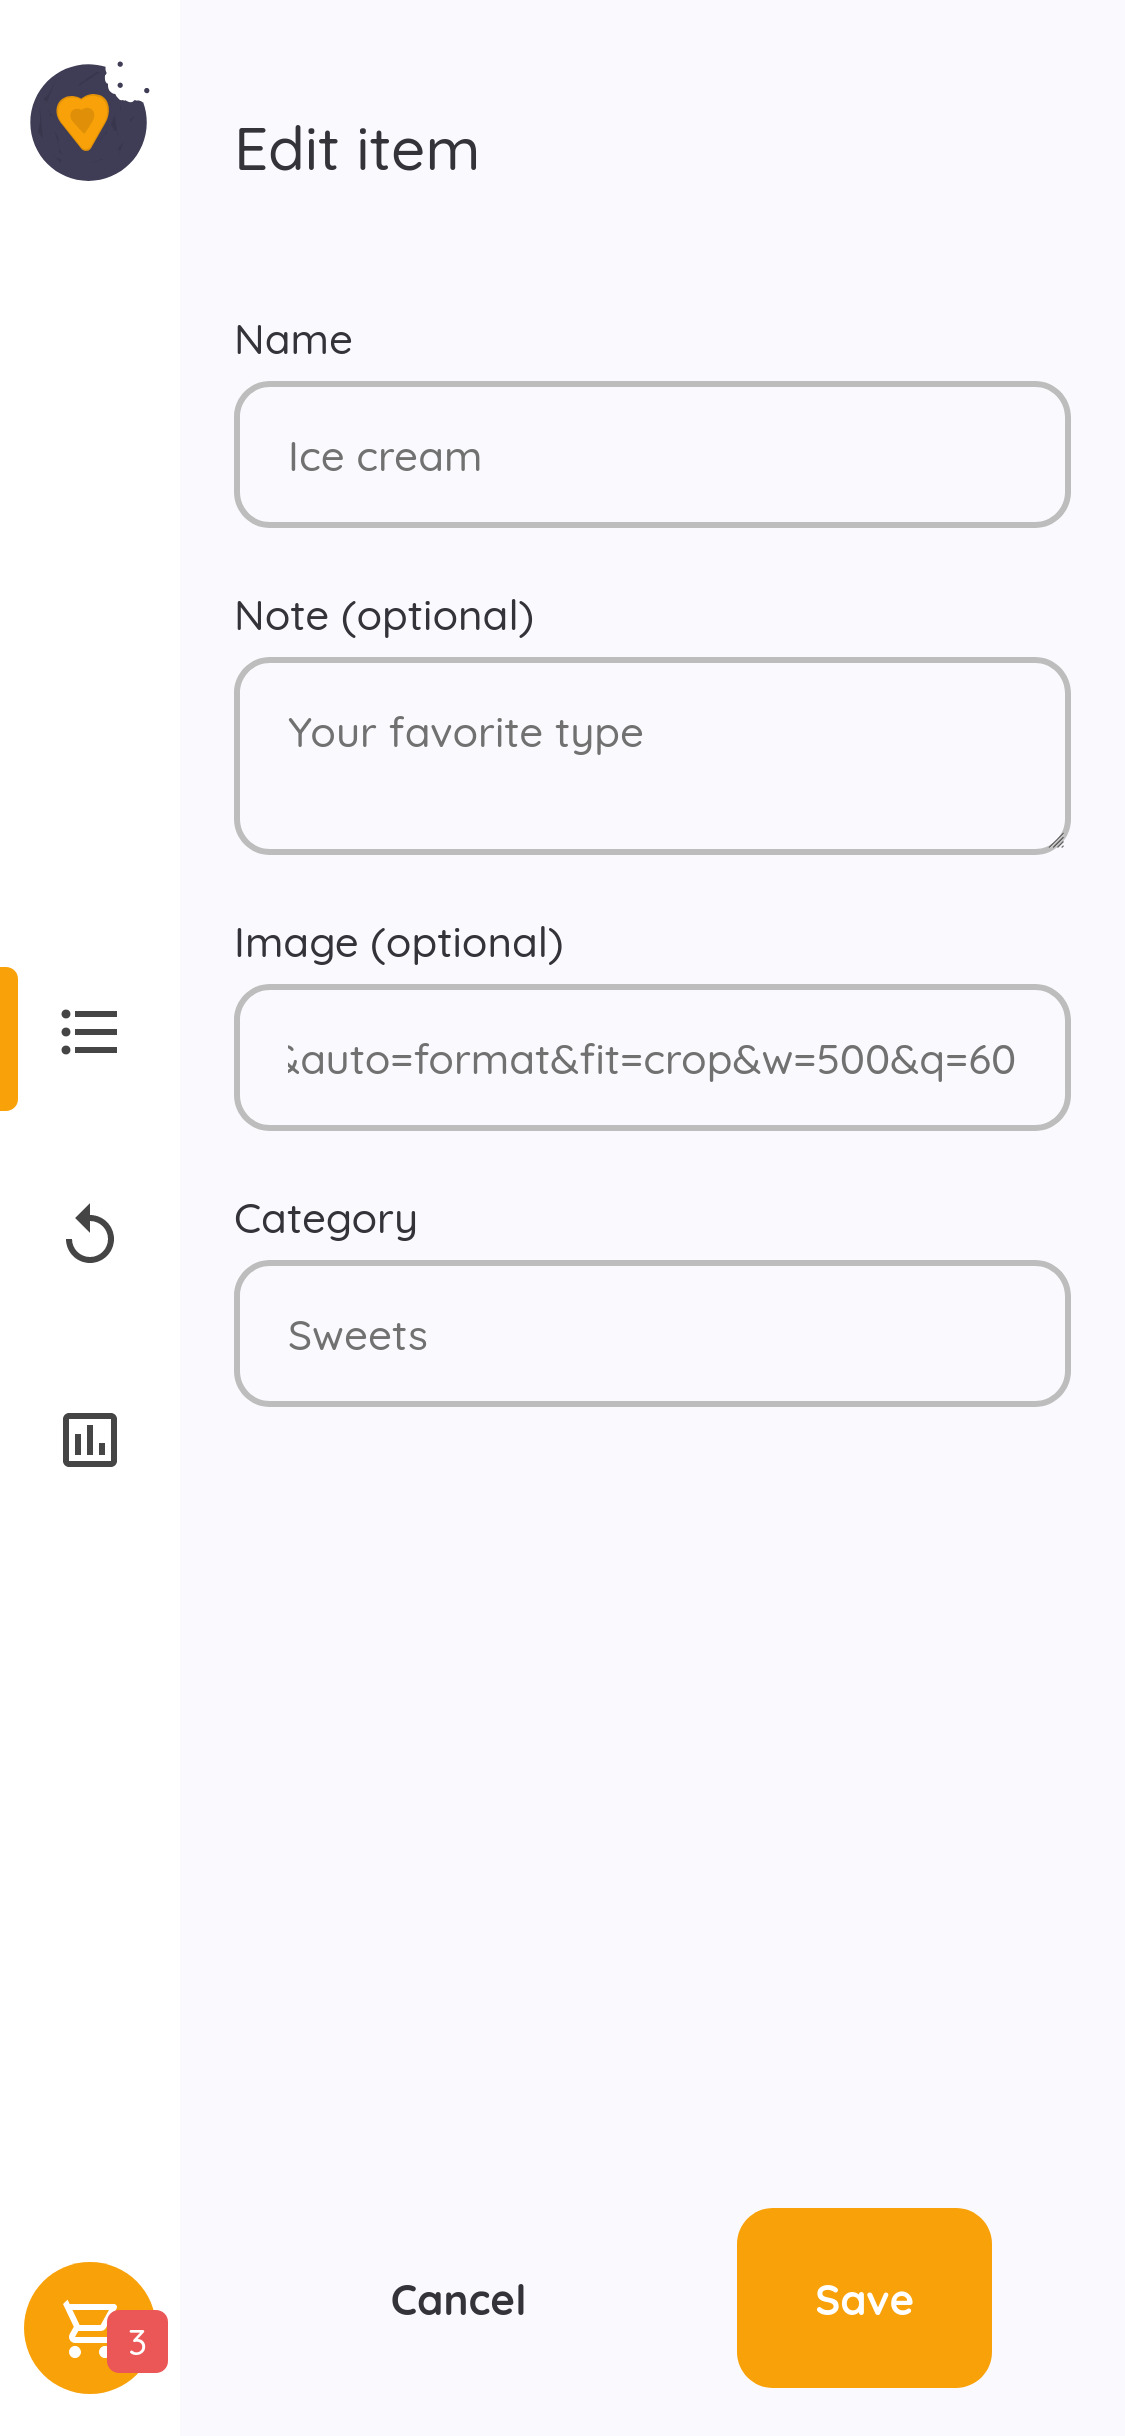 Edit item
Name
Ice cream
Note (optional)
Your favorite type
Image (optional)
&auto=format&fit=crop&w=500&q=60
Category
Sweets
Cancel
Save
3